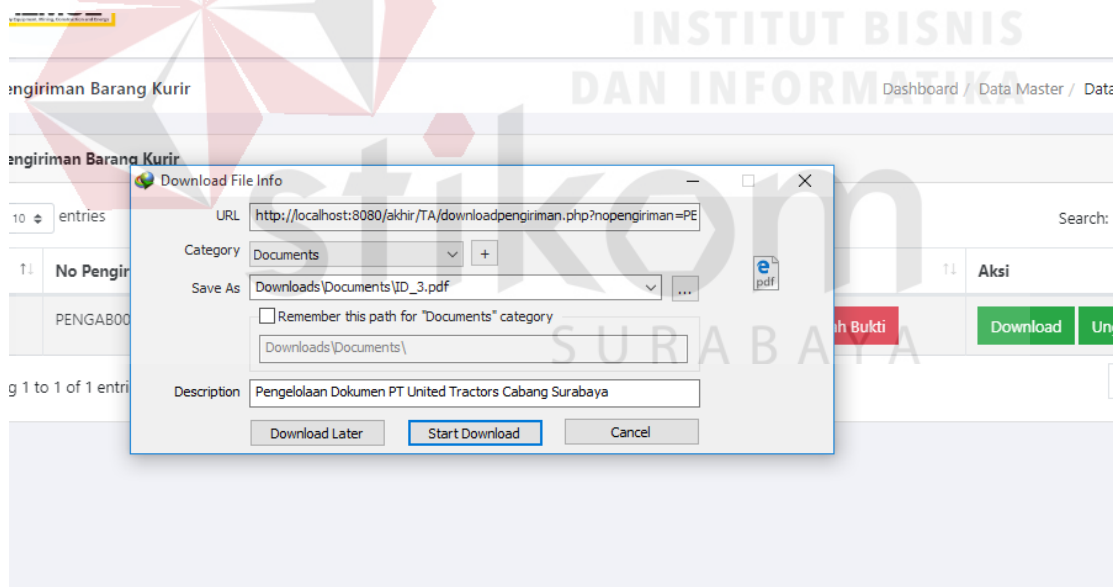 INSTITUT BISNIS
DAN INFORMATIKA
stikom
SURABAYA
engiriman Barang Kurir
Dashboard / Data Master / Data
engiriman Barang Kurir
10 entries
Search:
No Pengir
Aksi
PENGAB00
h Bukti
Download
Un
g 1 to 1 of 1 entri
Download File Info
URL http://localhost:8080/akhir/TA/downloadpengiriman.php?nopengiriman=PE
Category Documents +
Save As Downloads\Documents\ID_3.pdf ...
pdf
Remember this path for "Documents" category
Downloads\Documents\
Description Pengelolaan Dokumen PT United Tractors Cabang Surabaya
Download Later Start Download Cancel